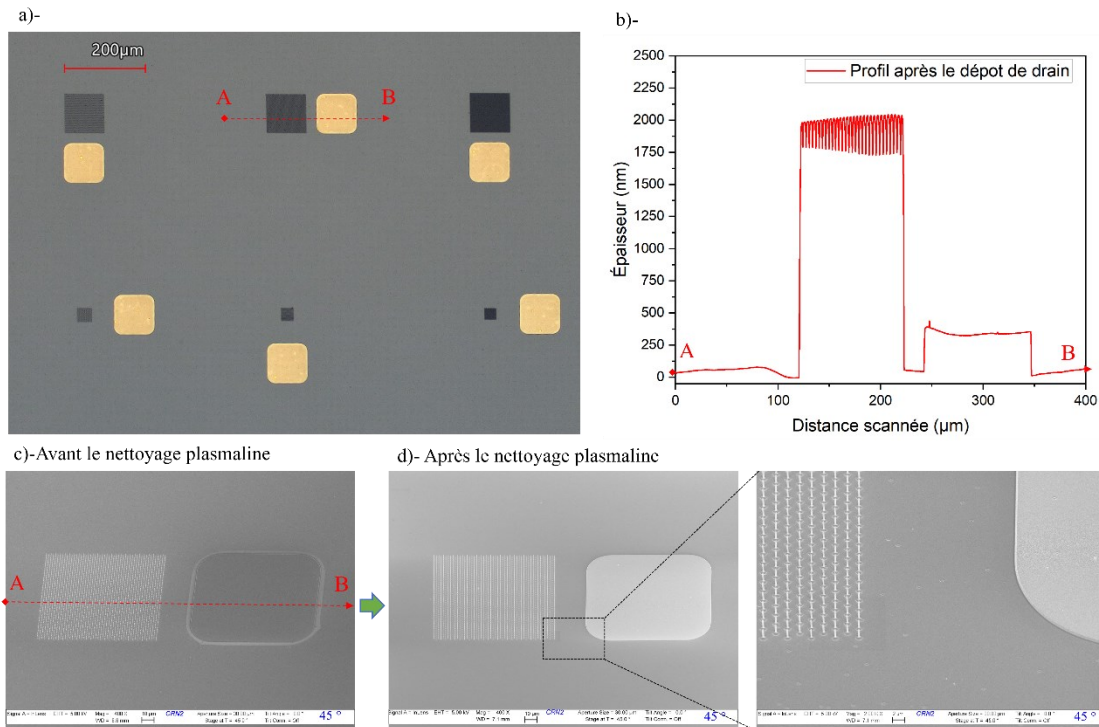 a)-
200µm
A
B
b)-
Profil après le dépot de drain
Épaisseur (nm)
2500
2250
2000
1750
1500
1250
1000
750
500
250
0
A
B
0
100
200
300
400
Distance scannée (µm)
c)-Avant le nettoyage plasmaline
A
B
45 °
CRN2
d)- Après le nettoyage plasmaline
45 °
CRN2
45 °
CRN2